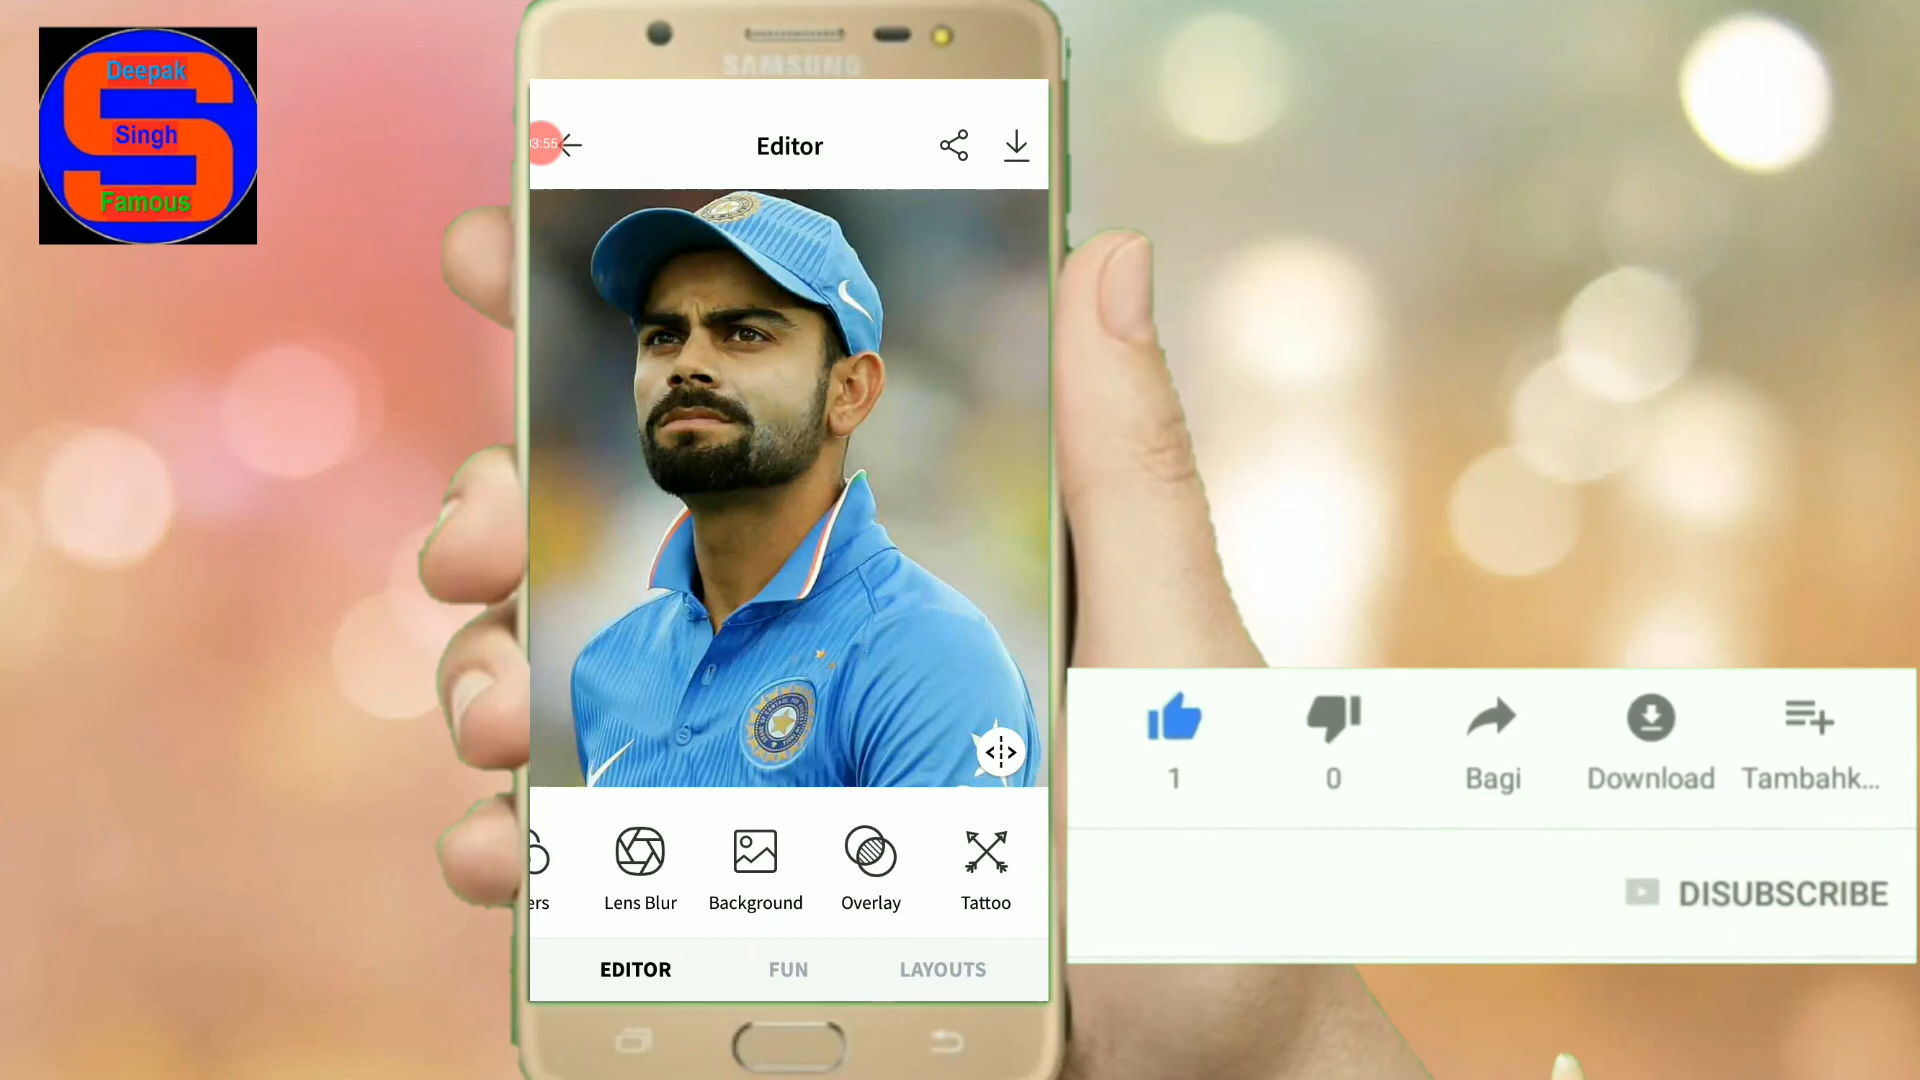 Deepak
Singh
Famous
SAMSUNG
3:55
Editor
ers
Lens Blur
Background
Overlay
Tattoo
EDITOR
FUN
LAYOUTS
1
0
Bagi
Download
Tambahk...
DISUBSCRIBE